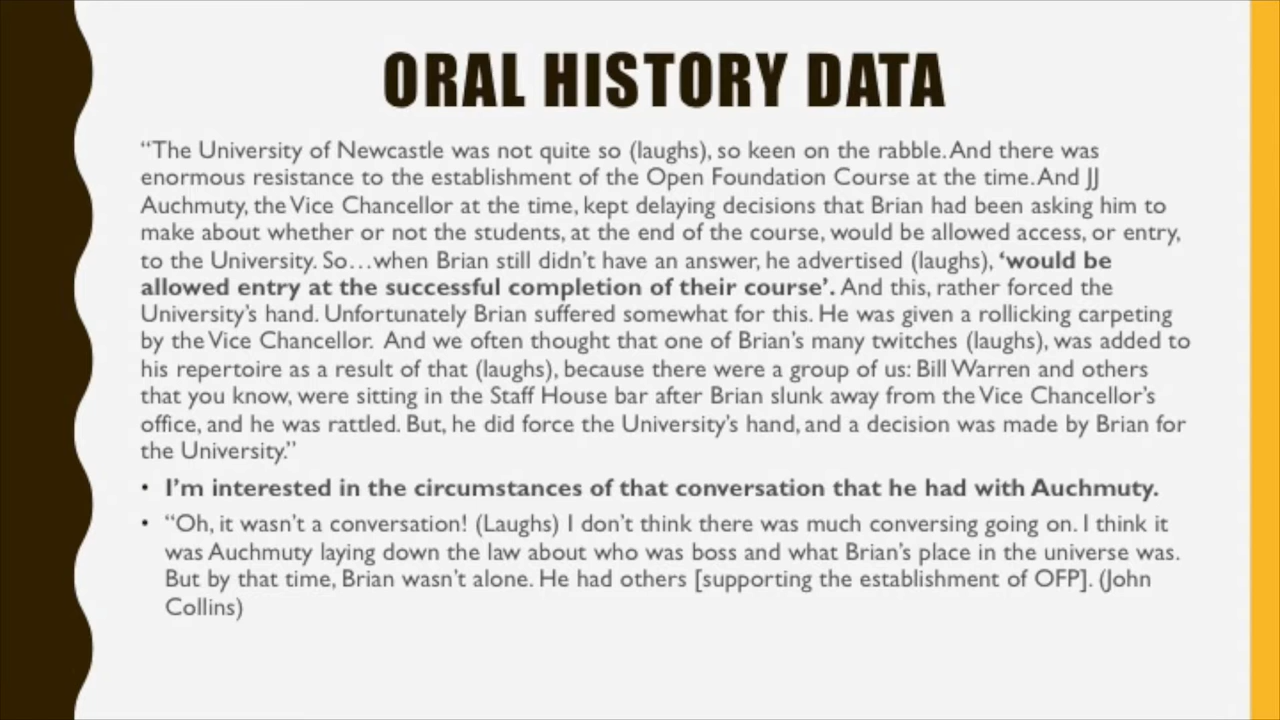 ORAL HISTORY DATA
“The University of Newcastle was not quite so (laughs), so keen on the rabble. And there was
enormous resistance to the establishment of the Open Foundation Course at the time. And JJ
Auchmuty, the Vice Chancellor at the time, kept delaying decisions that Brian had been asking him to
make about whether or not the students, at the end of the course, would be allowed access, or entry,
to the University. So…when Brian still didn’t have an answer, he advertised (laughs), ‘would be
allowed entry at the successful completion of their course’. And this, rather forced the
University’s hand. Unfortunately Brian suffered somewhat for this. He was given a rollicking carpeting
by the Vice Chancellor. And we often thought that one of Brian’s many twitches (laughs), was added to
his repertoire as a result of that (laughs), because there were a group of us: Bill Warren and others
that you know, were sitting in the Staff House bar after Brian slunk away from the Vice Chancellor’s
office, and he was rattled. But, he did force the University’s hand, and a decision was made by Brian for
the University.”
• I’m interested in the circumstances of that conversation that he had with Auchmuty.
• “Oh, it wasn’t a conversation! (Laughs) I don’t think there was much conversing going on. I think it
was Auchmuty laying down the law about who was boss and what Brian’s place in the universe was.
But by that time, Brian wasn’t alone. He had others [supporting the establishment of OFP]. (John
Collins)